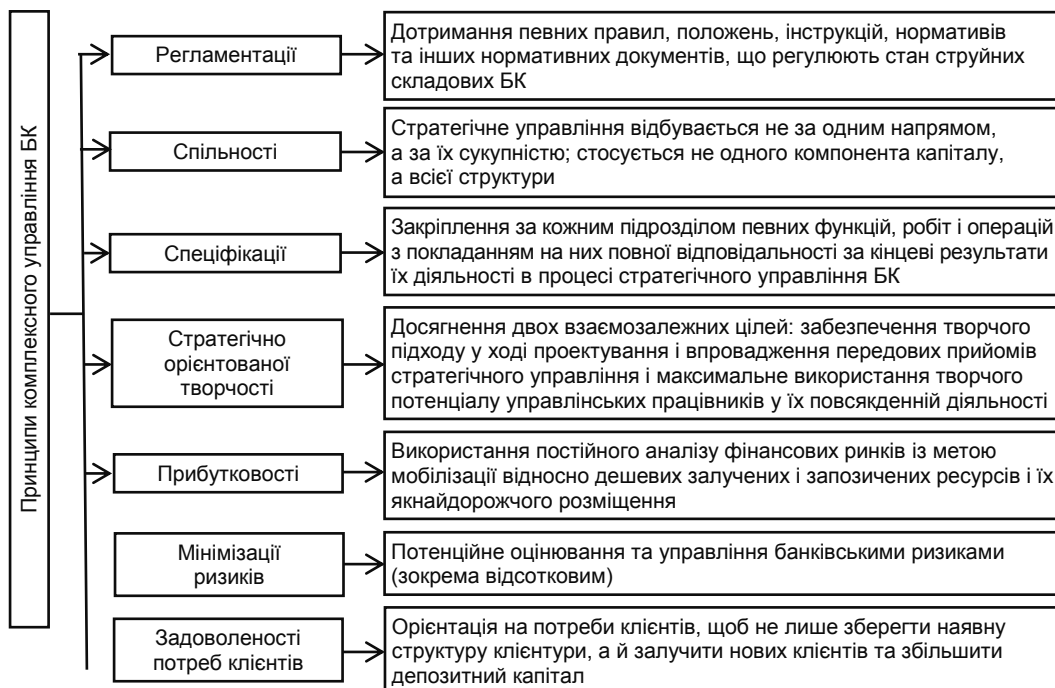 Принципи комплексного управління БК
Регламентації
Дотримання певних правил, положень, інструкцій, нормативів
та інших нормативних документів, що регулюють стан струйних
складових БК
Спільності
Стратегічне управління відбувається не за одним напрямом,
а за їх сукупністю; стосується не одного компонента капіталу,
а всієї структури
Спеціфікації
Закріплення за кожним підрозділом певних функцій, робіт і операцій
з покладанням на них повної відповідальності за кінцеві результати
їх діяльності в процесі стратегічного управління БК
Стратегічно
орієнтованої
творчості
Досягнення двох взаємозалежних цілей: забезпечення творчого
підходу у ході проектування і впровадження передових прийомів
стратегічного управління і максимальне використання творчого
потенціалу управлінських працівників у їх повсякденній діяльності
Прибутковості
Використання постійного аналізу фінансових ринків із метою
мобілізації відносно дешевих залучених і запозичених ресурсів і їх
якнайдорожчого розміщення
Мінімізації
ризиків
Потенційне оцінювання та управління банківськими ризиками
(зокрема відсотковим)
Задоволеності
потреб клієнтів
Орієнтація на потреби клієнтів, щоб не лише зберегти наявну
структуру клієнтури, а й залучити нових клієнтів та збільшити
депозитний капітал